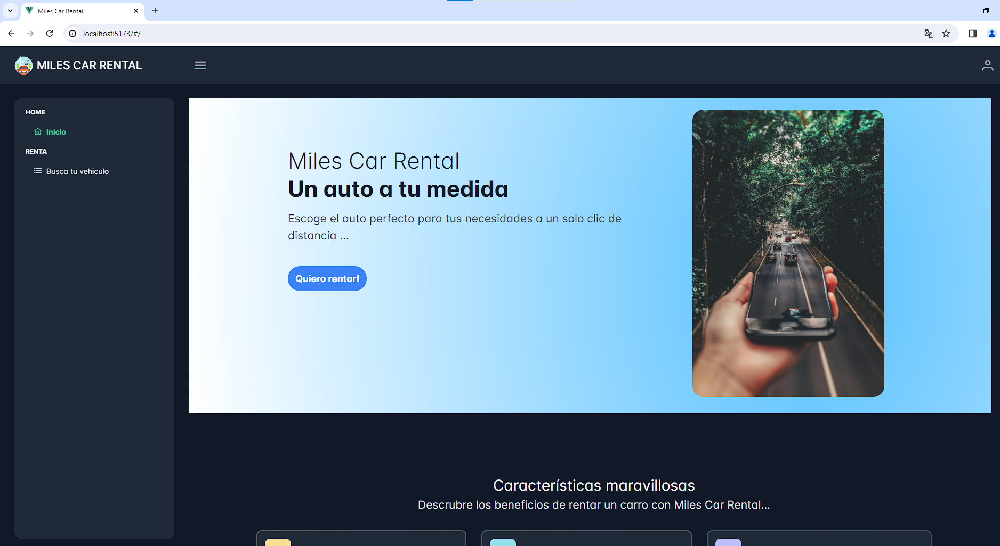 Miles Car Rental
localhost:5173/#/
MILES CAR RENTAL
HOME
Inicio
RENTA
Busca tu vehiculo
Miles Car Rental
Un auto a tu medida
Escoge el auto perfecto para tus necesidades a un solo clic de
distancia ...
Quiero rentar!
Características maravillosas
Descrubre los beneficios de rentar un carro con Miles Car Rental...